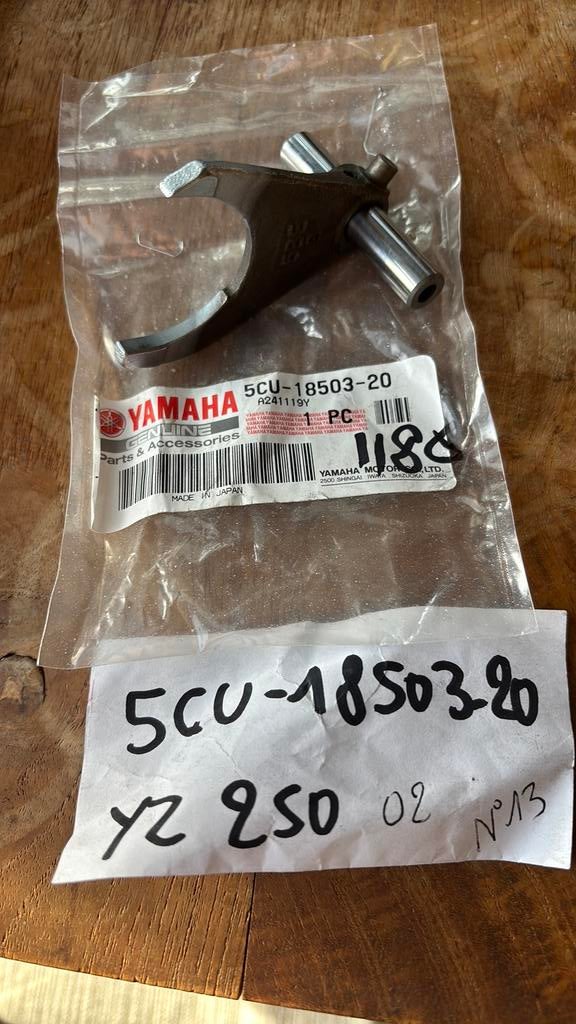 5CU-18503-20
A241119Y
YAMAHA
GENUINE
Parts & Accessories
1 PC
MADE IN JAPAN
YAMAHA MOTOR CO., LTD.
2500 SHINGAI IWATA SHIZUOKA JAPAN
5CU-18503-20
YZ 250 02 N°13